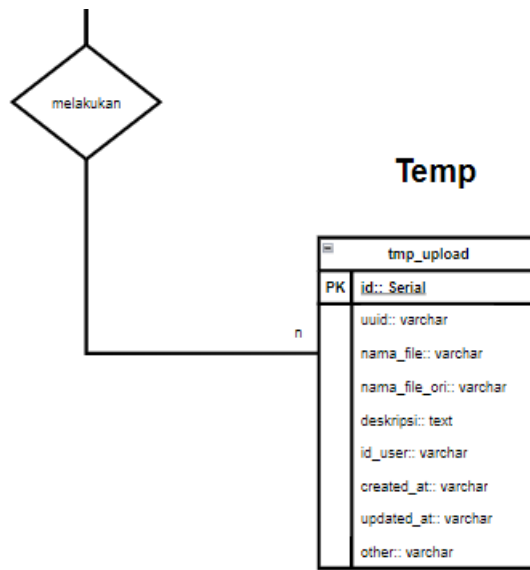 melakukan
Temp
tmp_upload
PK id:: Serial
uuid:: varchar
n
nama_file:: varchar
nama_file_ori:: varchar
deskripsi:: text
id_user:: varchar
created_at:: varchar
updated_at:: varchar
other:: varchar